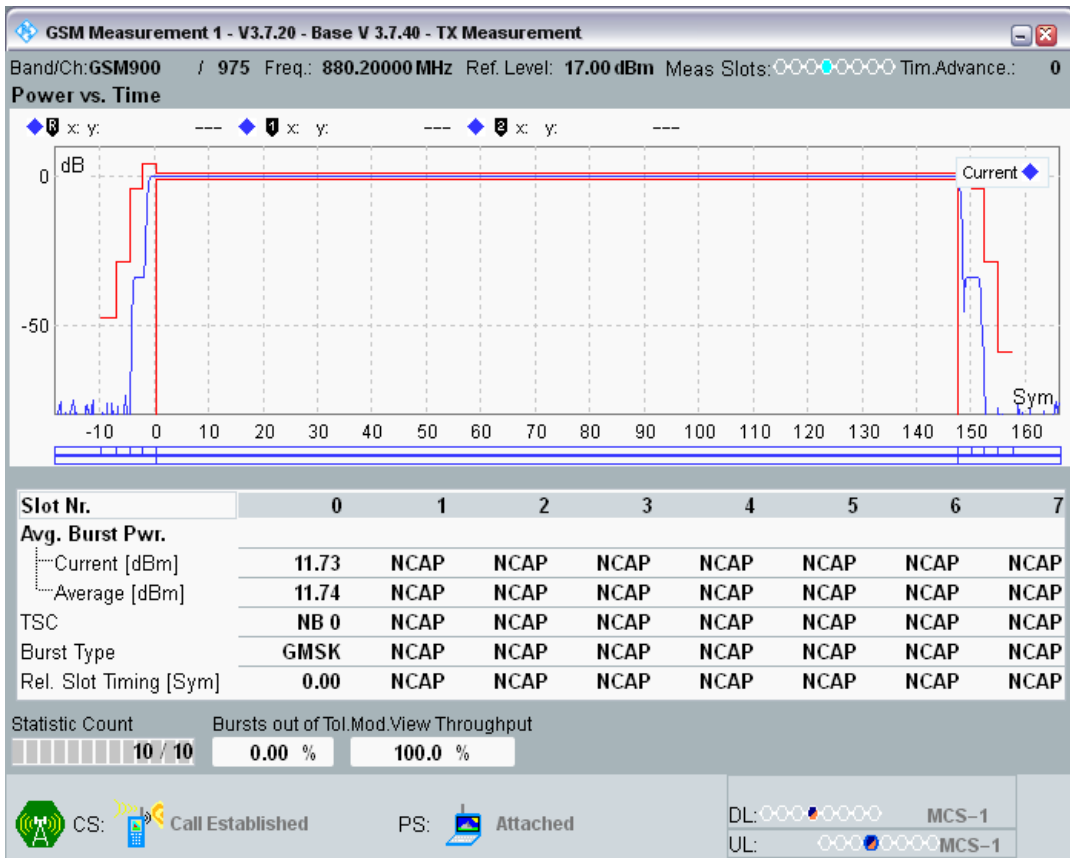 GSM Measurement 1 - V3.7.20 - Base V 3.7.40 - TX Measurement
Band/Ch:GSM900 / 975 Freq.: 880.20000 MHz Ref. Level: 17.00 dBm Meas Slots: Tim.Advance.: 0
Power vs. Time
R x: y: --- 1 x: y: --- 2 x: y: ---
dB
Current
0
-50
Sym
-10 0 10 20 30 40 50 60 70 80 90 100 110 120 130 140 150 160
Slot Nr. 0 1 2 3 4 5 6 7
Avg. Burst Pwr.
Current [dBm] 11.73 NCAP NCAP NCAP NCAP NCAP NCAP NCAP
Average [dBm] 11.74 NCAP NCAP NCAP NCAP NCAP NCAP NCAP
TSC NB 0 NCAP NCAP NCAP NCAP NCAP NCAP NCAP
Burst Type GMSK NCAP NCAP NCAP NCAP NCAP NCAP NCAP
Rel. Slot Timing [Sym] 0.00 NCAP NCAP NCAP NCAP NCAP NCAP NCAP
Statistic Count Bursts out of Tol.Mod.View Throughput
10 / 10 0.00 % 100.0 %
CS: Call Established PS: Attached
DL: MCS-1
UL: MCS-1